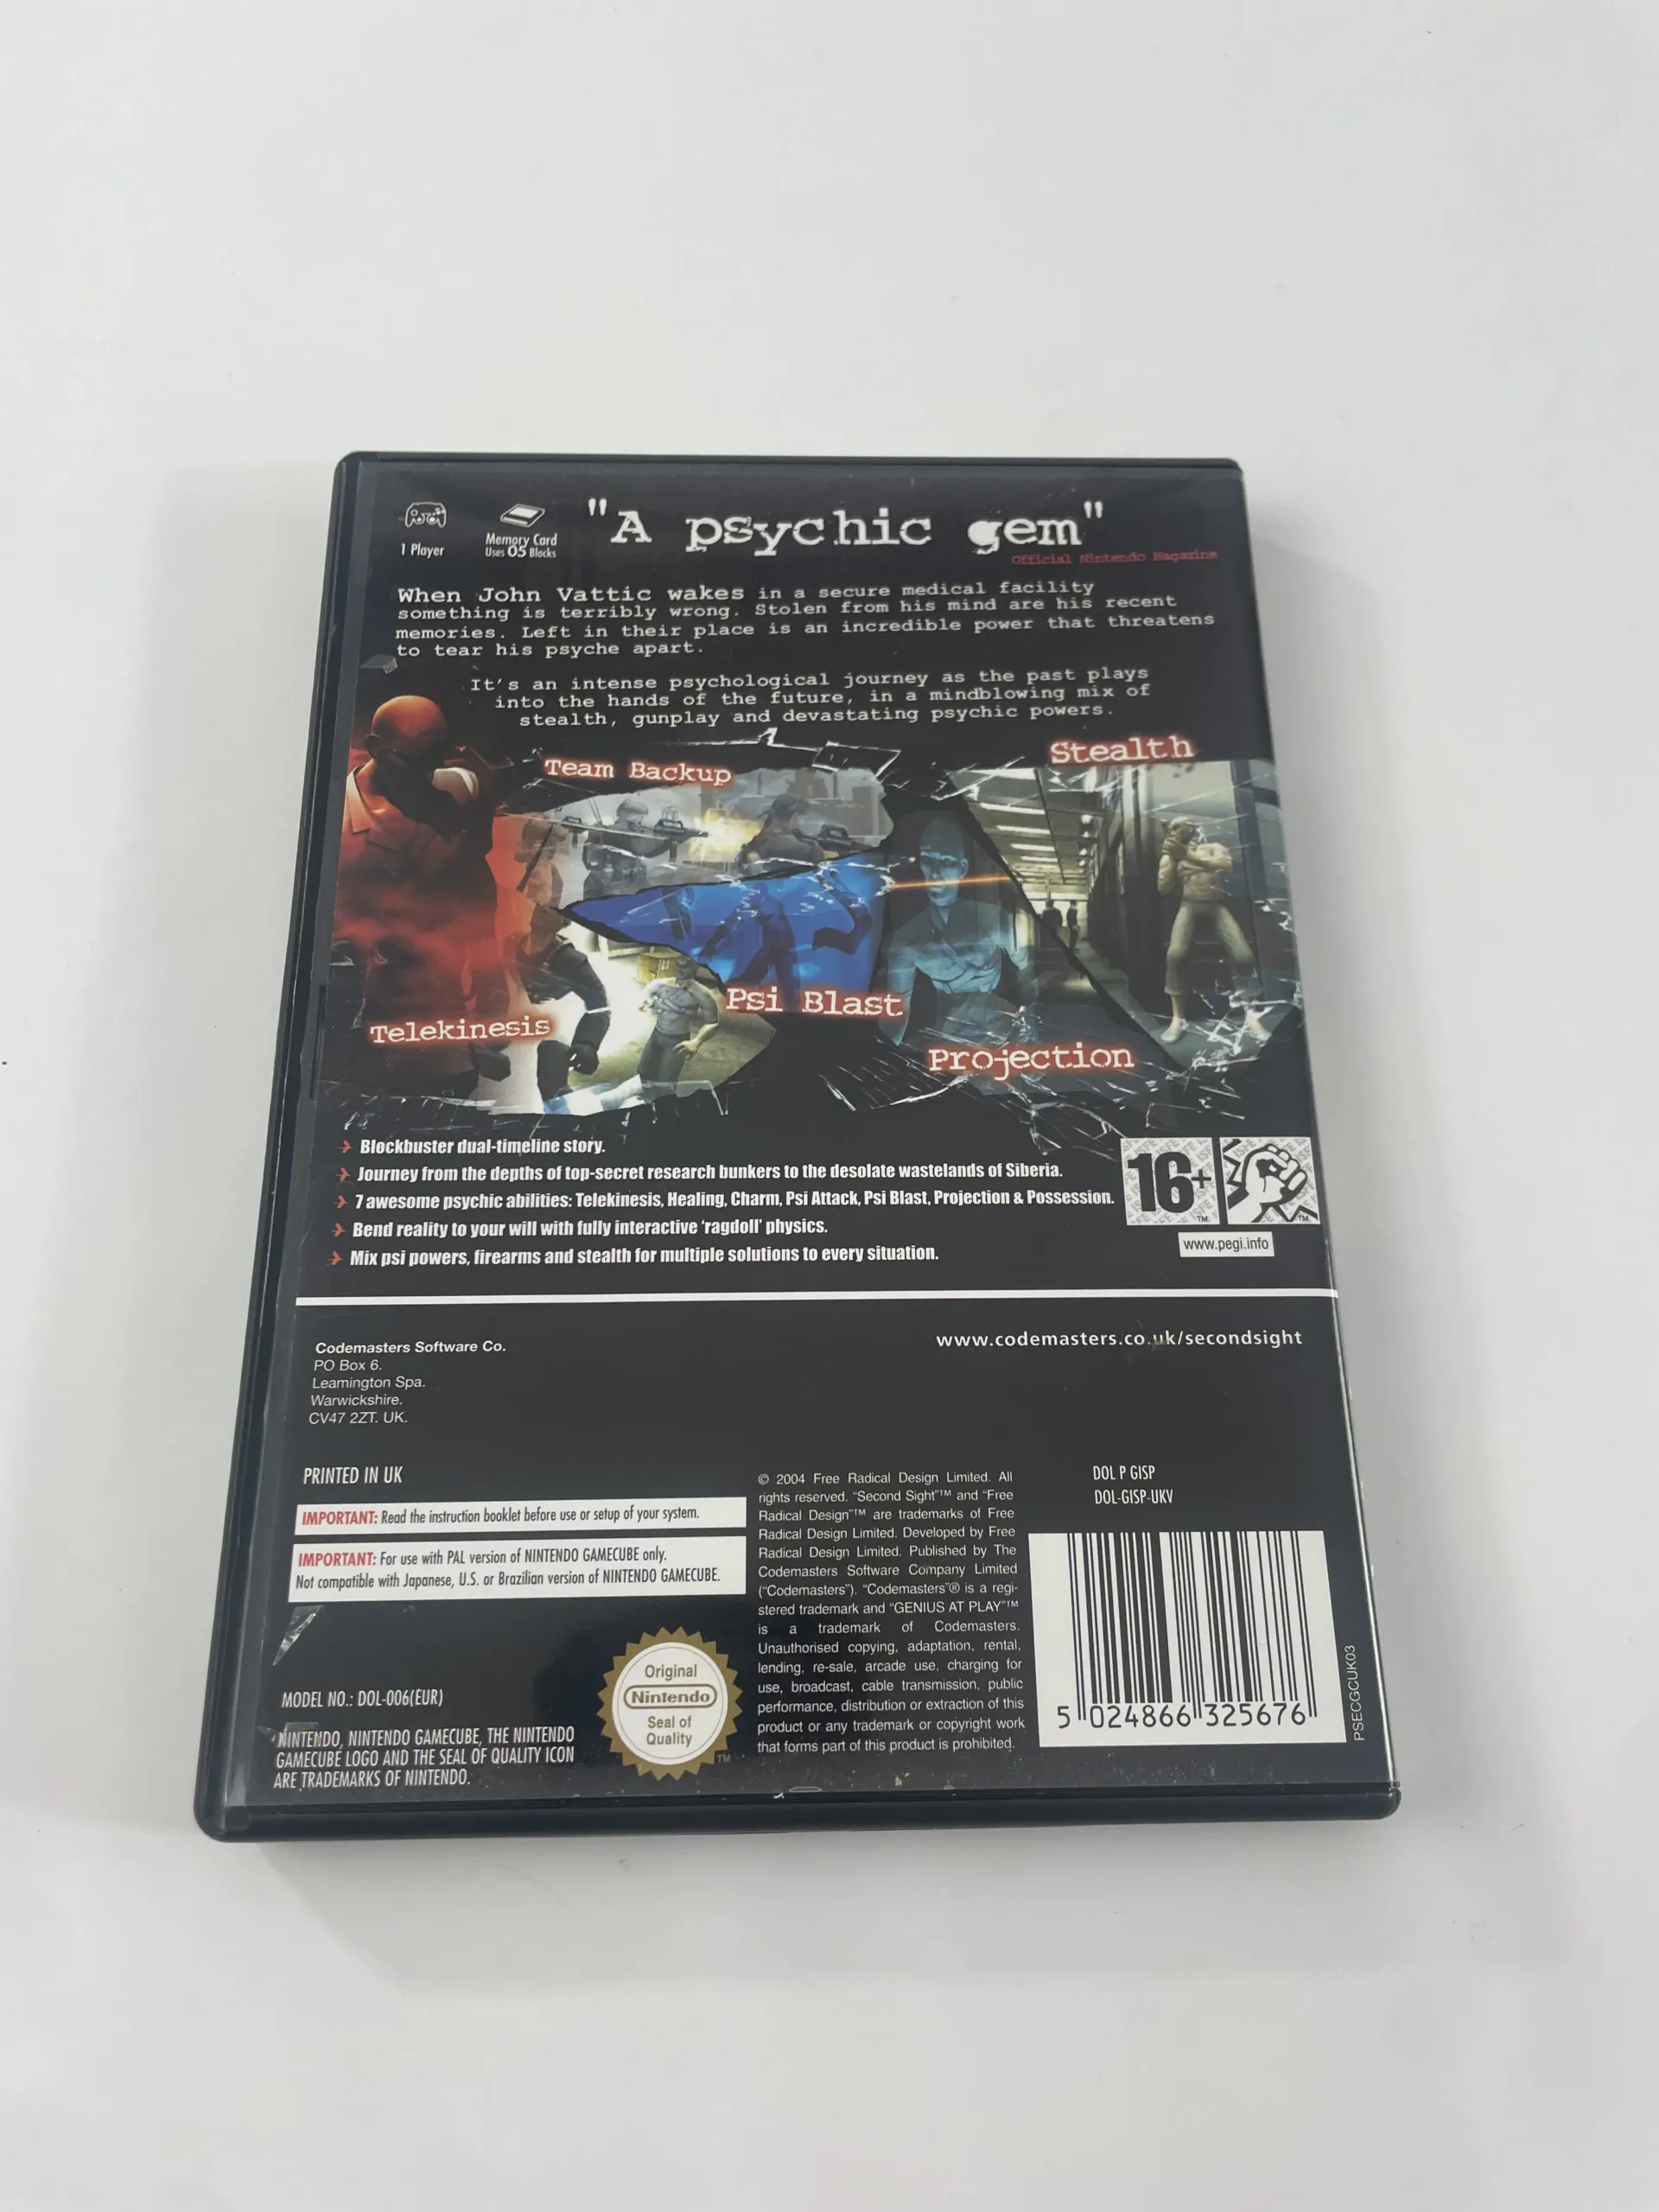 1 Player
Memory Card
Uses 05 Blocks
"A psychic gem"
Official Nintendo Magazine
When John Vattic wakes in a secure medical facility
something is terribly wrong. Stolen from his mind are his recent
memories. Left in their place is an incredible power that threatens
to tear his psyche apart.
It's an intense psychological journey as the past plays
into the hands of the future, in a mindblowing mix of
stealth, gunplay and devastating psychic powers.
Team Backup
Stealth
Psi Blast
Telekinesis
Projection
Blockbuster dual-timeline story.
Journey from the depths of top-secret research bunkers to the desolate wastelands of Siberia.
7 awesome psychic abilities: Telekinesis, Healing, Charm, Psi Attack, Psi Blast, Projection & Possession.
Bend reality to your will with fully interactive 'ragdoll' physics.
Mix psi powers, firearms and stealth for multiple solutions to every situation.
16+
TM
TM
www.pegi.info
Codemasters Software Co.
PO Box 6.
Leamington Spa.
Warwickshire.
CV47 2ZT. UK.
www.codemasters.co.uk/secondsight
PRINTED IN UK
IMPORTANT: Read the instruction booklet before use or setup of your system.
IMPORTANT: For use with PAL version of NINTENDO GAMECUBE only.
Not compatible with Japanese, U.S. or Brazilian version of NINTENDO GAMECUBE.
MODEL NO.: DOL-006(EUR)
NINTENDO, NINTENDO GAMECUBE, THE NINTENDO
GAMECUBE LOGO AND THE SEAL OF QUALITY ICON
ARE TRADEMARKS OF NINTENDO.
Original
Nintendo
Seal of
Quality
TM
© 2004 Free Radical Design Limited. All
rights reserved. "Second Sight"™ and "Free
Radical Design"™ are trademarks of Free
Radical Design Limited. Developed by Free
Radical Design Limited. Published by The
Codemasters Software Company Limited
("Codemasters"). "Codemasters"® is a regi-
stered trademark and "GENIUS AT PLAY"™
is a trademark of Codemasters.
Unauthorised copying, adaptation, rental,
lending, re-sale, arcade use, charging for
use, broadcast, cable transmission, public
performance, distribution or extraction of this
product or any trademark or copyright work
that forms part of this product is prohibited.
DOL P GISP
DOL-GISP-UKV
5 024866 325676
PSECGCUK03